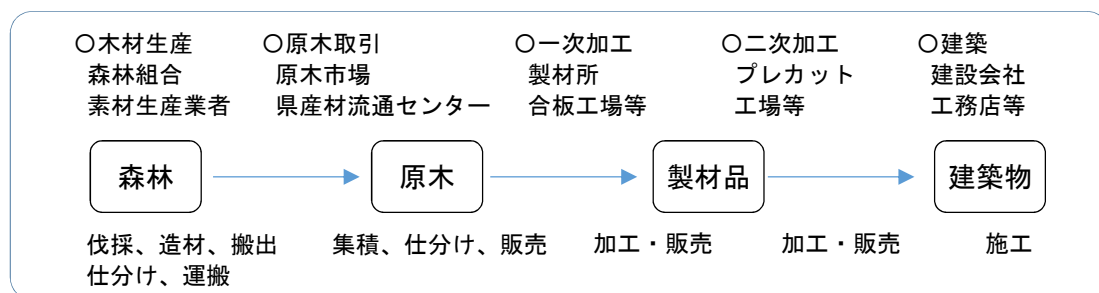 〇木材生産
森林組合
素材生産業者
〇原木取引
原木市場
県産材流通センター
〇一次加工
製材所
合板工場等
〇二次加工
プレカット
工場等
〇建築
建設会社
工務店等
森林
原木
製材品
建築物
伐採、造材、搬出
仕分け、運搬
集積、仕分け、販売
加工・販売
加工・販売
施工